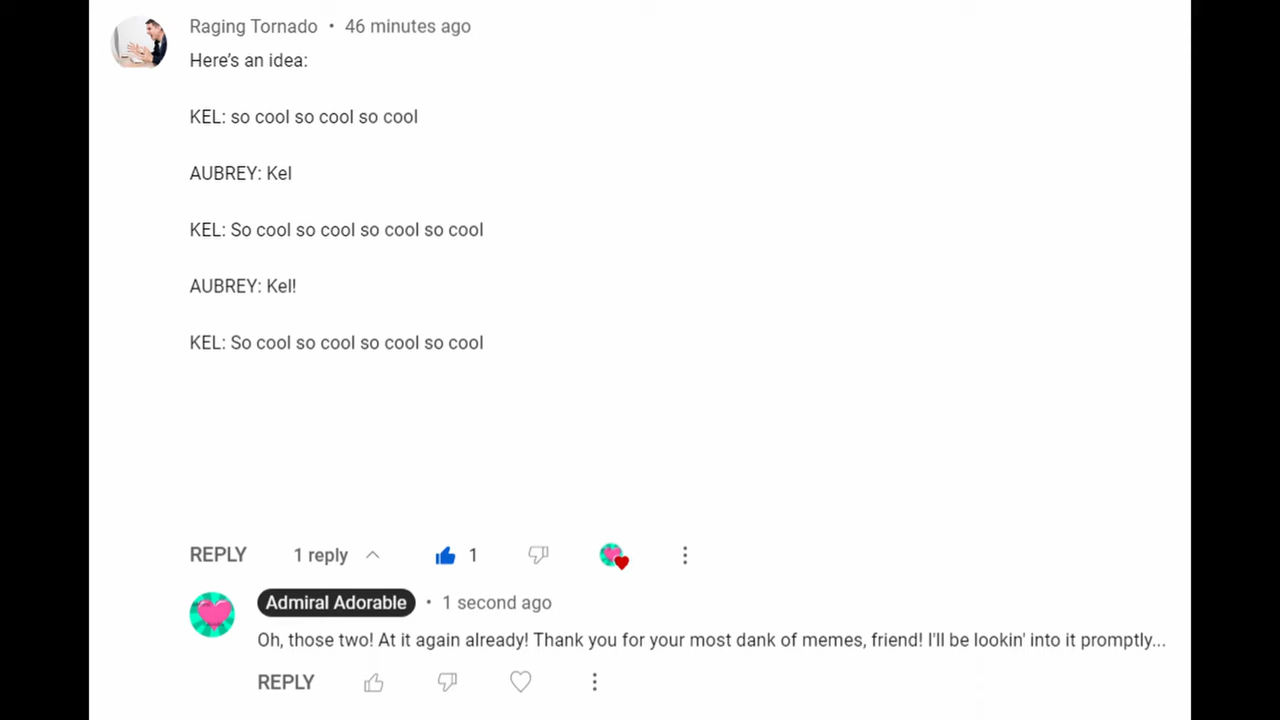 Raging Tornado • 46 minutes ago
Here's an idea:
KEL: so cool so cool so cool
AUBREY: Kel
KEL: So cool so cool so cool so cool
AUBREY: Kel!
KEL: So cool so cool so cool so cool
REPLY 1 reply 1
Admiral Adorable • 1 second ago
Oh, those two! At it again already! Thank you for your most dank of memes, friend! I'll be lookin' into it promptly...
REPLY